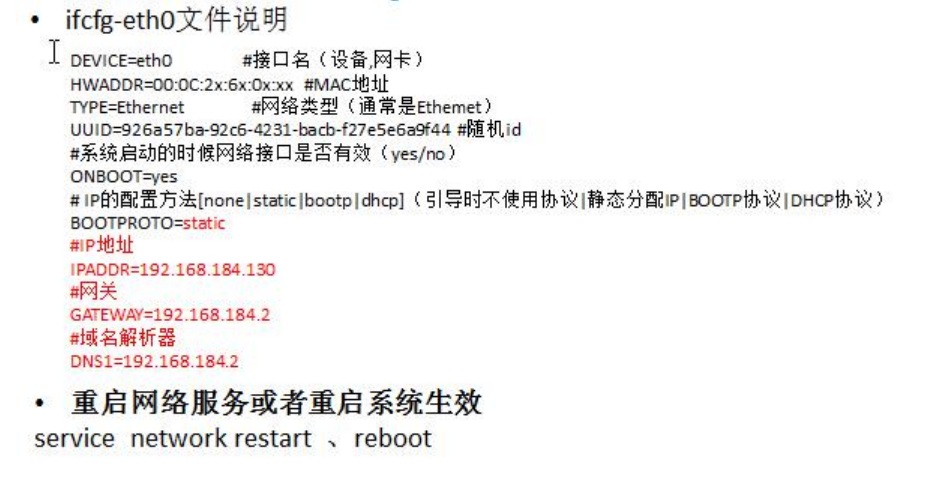 • ifcfg-eth0文件说明
DEVICE=eth0 #接口名（设备,网卡）
HWADDR=00:0C:2x:6x:0x:xx #MAC地址
TYPE=Ethernet #网络类型（通常是Ethemet）
UUID=926a57ba-92c6-4231-bacb-f27e5e6a9f44 #随机id
#系统启动的时候网络接口是否有效（yes/no）
ONBOOT=yes
# IP的配置方法[none|static|bootp|dhcp]（引导时不使用协议|静态分配IP|BOOTP协议|DHCP协议）
BOOTPROTO=static
#IP地址
IPADDR=192.168.184.130
#网关
GATEWAY=192.168.184.2
#域名解析器
DNS1=192.168.184.2
• 重启网络服务或者重启系统生效
service network restart 、reboot